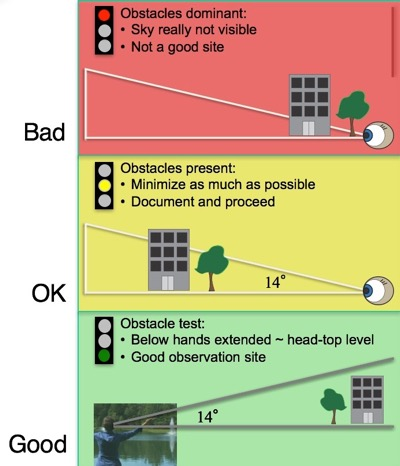 Obstacles dominant:
• Sky really not visible
• Not a good site
Bad
Obstacles present:
• Minimize as much as possible
• Document and proceed
14°
OK
Obstacle test:
• Below hands extended ~ head-top level
• Good observation site
14°
Good